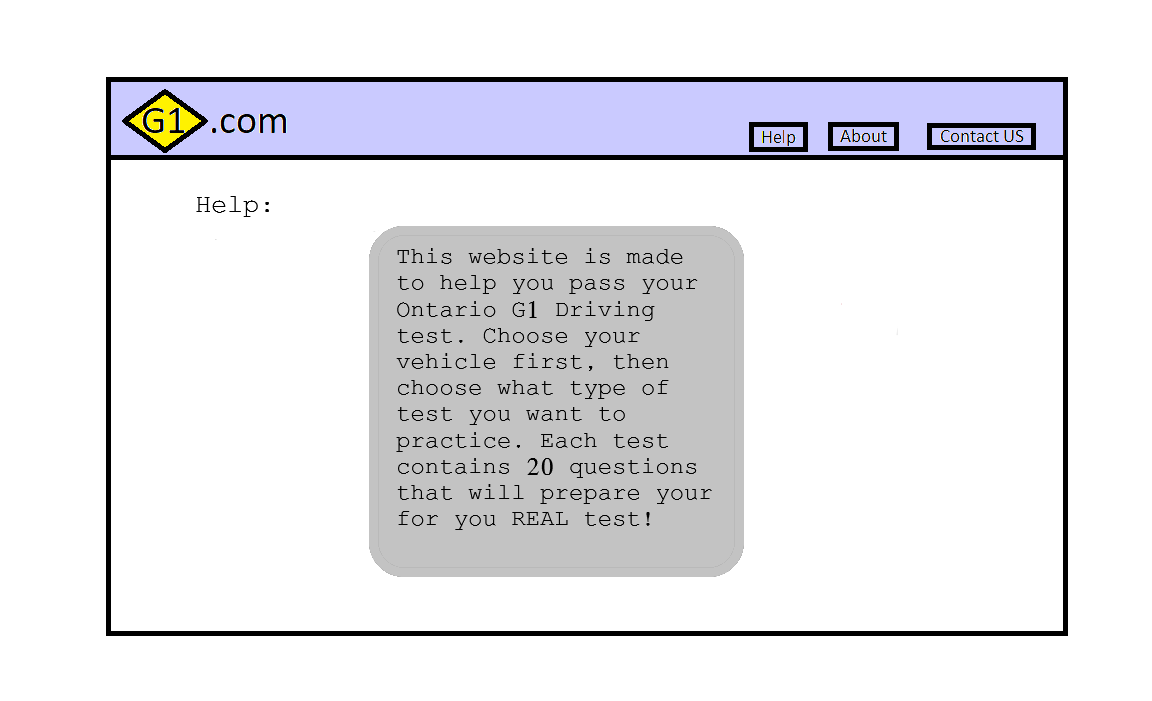 G1.com
Help About Contact US
Help:
This website is made
to help you pass your
Ontario G1 Driving
test. Choose your
vehicle first, then
choose what type of
test you want to
practice. Each test
contains 20 questions
that will prepare your
for you REAL test!